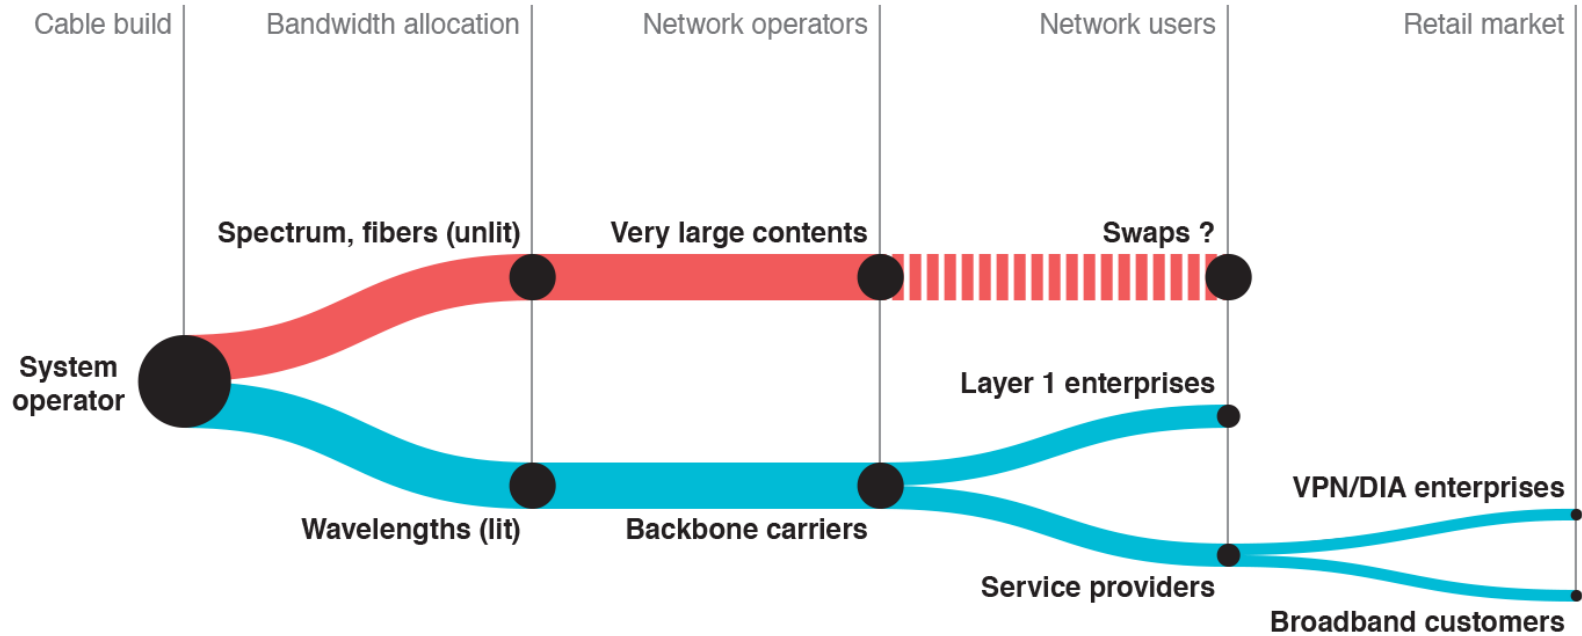 Cable build
Bandwidth allocation
Network operators
Network users
Retail market
Spectrum, fibers (unlit)
Very large contents
Swaps ?
System
operator
Layer 1 enterprises
VPN/DIA enterprises
Wavelengths (lit)
Backbone carriers
Service providers
Broadband customers